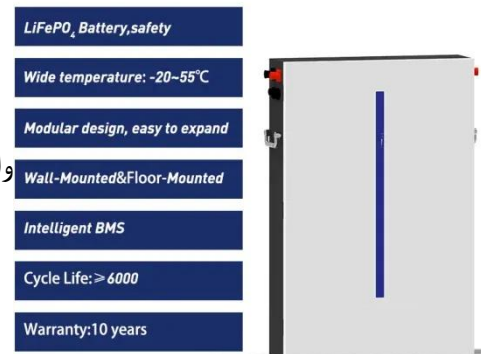 LiFePO₄ Battery,safety
Wide temperature: -20~55℃
Modular design, easy to expand
Wall-Mounted&Floor-Mounted
Intelligent BMS
Cycle Life:≥6000
Warranty:10 years